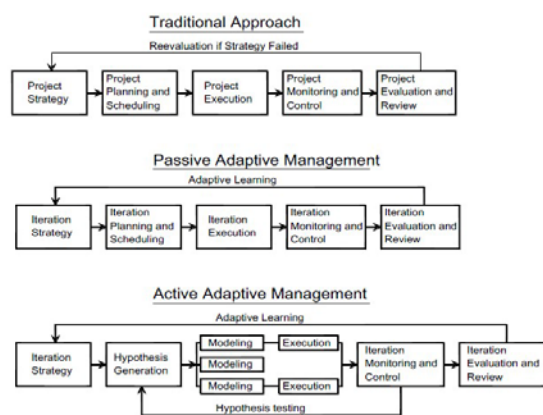 Traditional Approach
Reevaluation if Strategy Failed
Project
Strategy
Project
Planning and
Scheduling
Project
Execution
Project
Monitoring and
Control
Project
Evaluation and
Review
Passive Adaptive Management
Adaptive Learning
Iteration
Strategy
Iteration
Planning and
Scheduling
Iteration
Execution
Iteration
Monitoring and
Control
Iteration
Evaluation and
Review
Active Adaptive Management
Adaptive Learning
Iteration
Strategy
Hypothesis
Generation
Modeling
Execution
Modeling
Modeling
Execution
Iteration
Monitoring and
Control
Iteration
Evaluation and
Review
Hypothesis testing